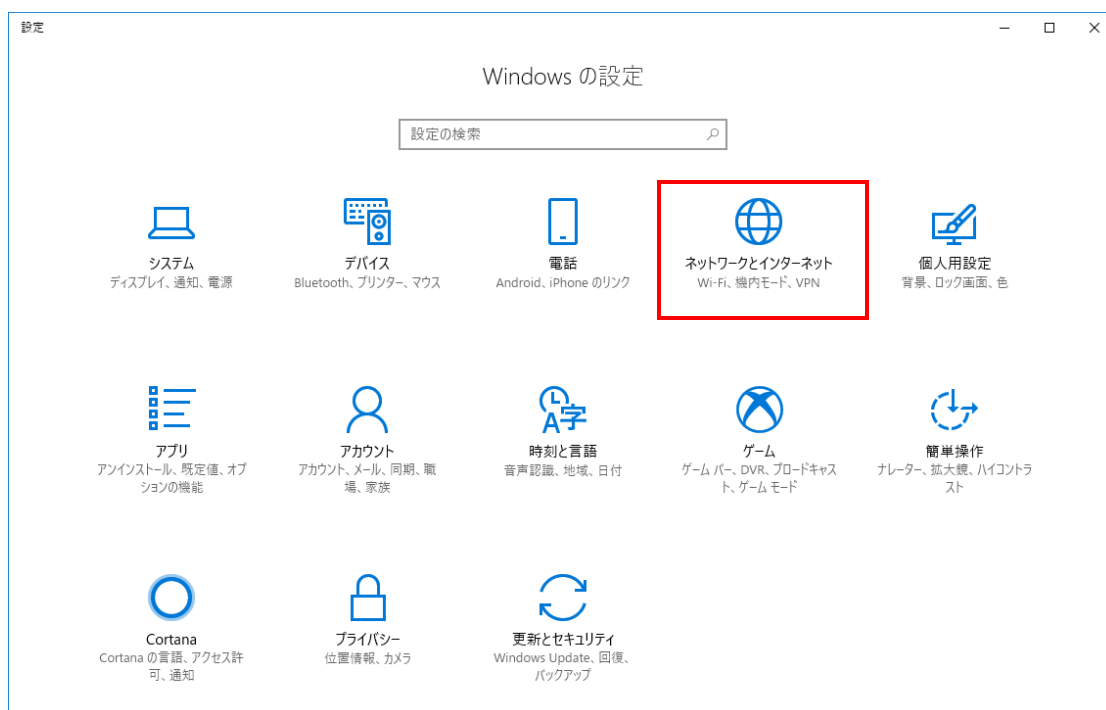 設定
Windows の設定
設定の検索
システム
ディスプレイ、通知、電源
デバイス
Bluetooth、プリンター、マウス
電話
Android、iPhone のリンク
ネットワークとインターネット
Wi-Fi、機内モード、VPN
個人用設定
背景、ロック画面、色
アプリ
アンインストール、既定値、オプ
ションの機能
アカウント
アカウント、メール、同期、職
場、家族
時刻と言語
音声認識、地域、日付
ゲーム
ゲーム バー、DVR、ブロードキャス
ト、ゲーム モード
簡単操作
ナレーター、拡大鏡、ハイコントラ
スト
Cortana
Cortana の言語、アクセス許
可、通知
プライバシー
位置情報、カメラ
更新とセキュリティ
Windows Update、回復、
バックアップ